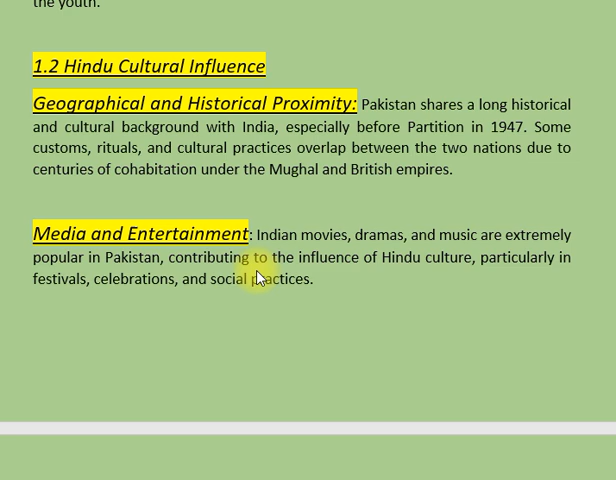 the youth.
1.2 Hindu Cultural Influence
Geographical and Historical Proximity: Pakistan shares a long historical
and cultural background with India, especially before Partition in 1947. Some
customs, rituals, and cultural practices overlap between the two nations due to
centuries of cohabitation under the Mughal and British empires.
Media and Entertainment: Indian movies, dramas, and music are extremely
popular in Pakistan, contributing to the influence of Hindu culture, particularly in
festivals, celebrations, and social practices.